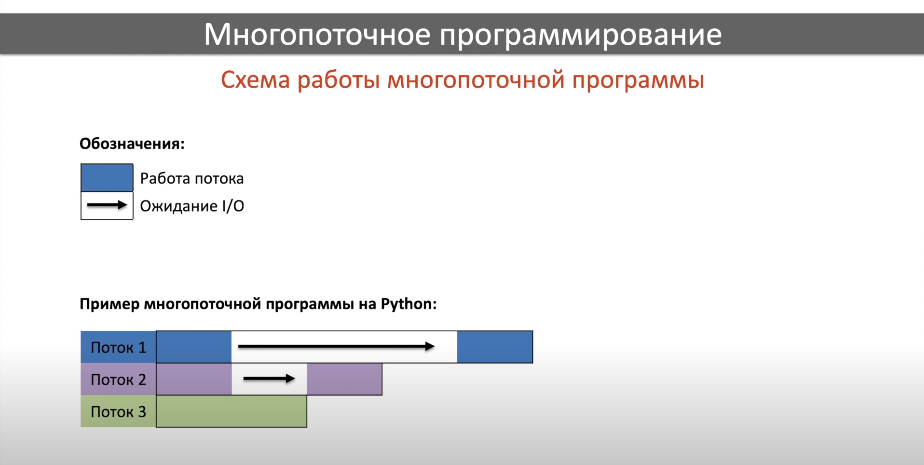 Многопоточное программирование
Схема работы многопоточной программы
Обозначения:
Работа потока
Ожидание I/O
Пример многопоточной программы на Python:
Поток 1
Поток 2
Поток 3